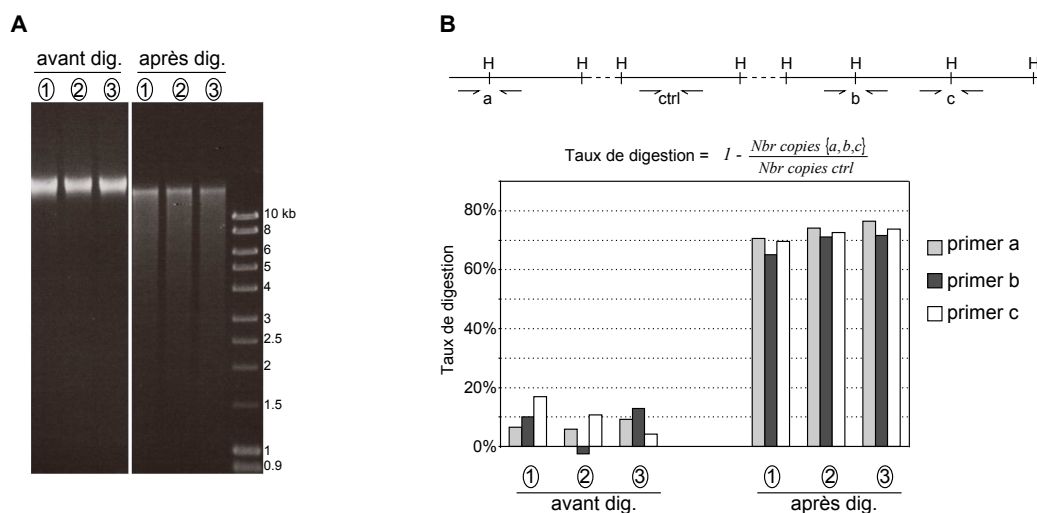 A
avant dig. après dig.
① ② ③ ① ② ③
10 kb
8
6
5
4
3
2.5
2
1.5
1
0.9
B
H H H H H H H H
a ctrl b c
Taux de digestion = 1 - Nbr copies {a,b,c}
Nbr copies ctrl
Taux de digestion
80%
60%
40%
20%
0%
primer a
primer b
primer c
① ② ③ ① ② ③
avant dig. après dig.